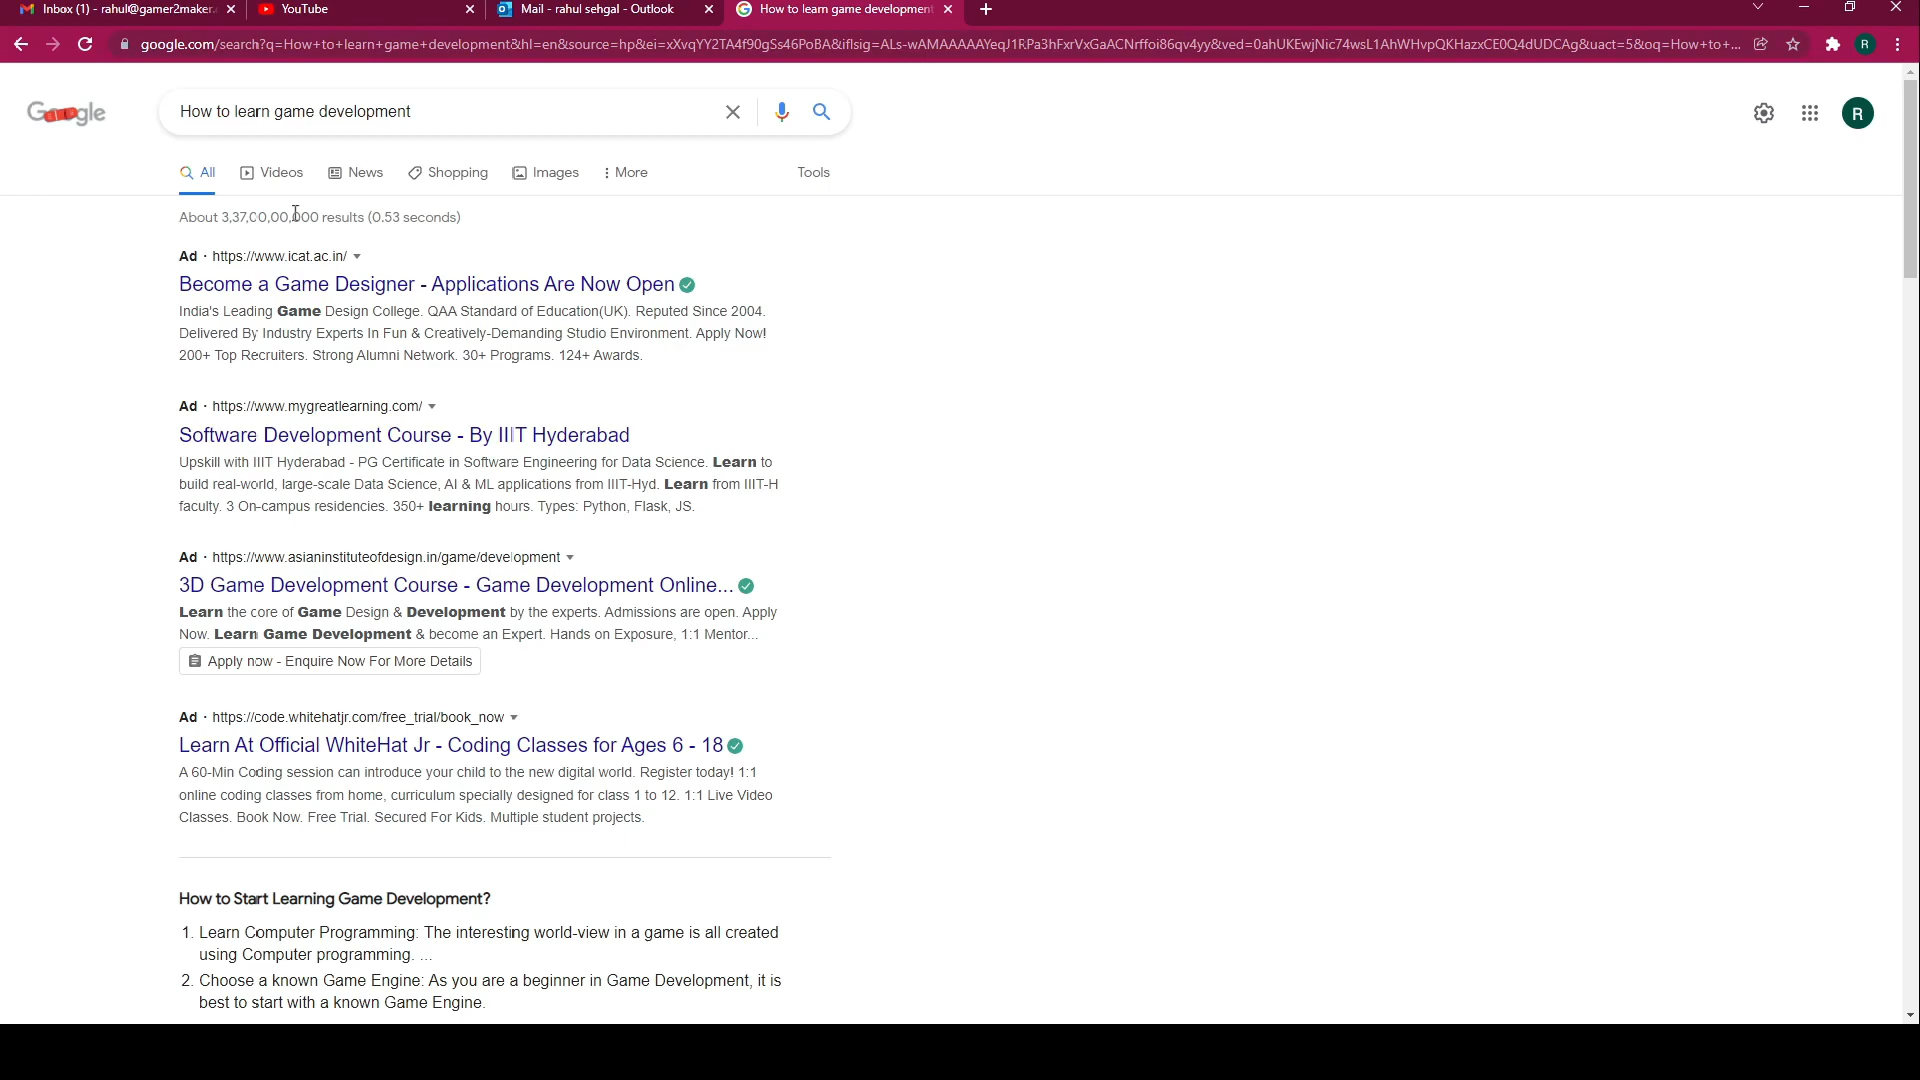 Inbox (1) - rahul@gamer2maker.
YouTube
Mail - rahul sehgal - Outlook
How to learn game development
google.com/search?q=How+to+learn+game+development&hl=en&source=hp&ei=xXvqYY2TA4f90gSs46PoBA&iflsig=ALs-wAMAAAAAYeqJ1RPa3hFxrVxGaACNrffoi86qv4yy&ved=0ahUKEwjNic74wsL1AhWHvpQKHazxCE0Q4dUDCAg&uact=5&oq=How+to+...
R
Google
How to learn game development
R
All
Videos
News
Shopping
Images
More
Tools
About 3,37,00,00,000 results (0.53 seconds)
Ad · https://www.icat.ac.in/
Become a Game Designer - Applications Are Now Open
India's Leading Game Design College. QAA Standard of Education(UK). Reputed Since 2004.
Delivered By Industry Experts In Fun & Creatively-Demanding Studio Environment. Apply Now!
200+ Top Recruiters. Strong Alumni Network. 30+ Programs. 124+ Awards.
Ad · https://www.mygreatlearning.com/
Software Development Course - By IIIT Hyderabad
Upskill with IIIT Hyderabad - PG Certificate in Software Engineering for Data Science. Learn to
build real-world, large-scale Data Science, AI & ML applications from IIIT-Hyd. Learn from IIIT-H
faculty. 3 On-campus residencies. 350+ learning hours. Types: Python, Flask, JS.
Ad · https://www.asianinstituteofdesign.in/game/development
3D Game Development Course - Game Development Online...
Learn the core of Game Design & Development by the experts. Admissions are open. Apply
Now. Learn Game Development & become an Expert. Hands on Exposure, 1:1 Mentor...
Apply now - Enquire Now For More Details
Ad · https://code.whitehatjr.com/free_trial/book_now
Learn At Official WhiteHat Jr - Coding Classes for Ages 6 - 18
A 60-Min Coding session can introduce your child to the new digital world. Register today! 1:1
online coding classes from home, curriculum specially designed for class 1 to 12. 1:1 Live Video
Classes. Book Now. Free Trial. Secured For Kids. Multiple student projects.
How to Start Learning Game Development?
1. Learn Computer Programming: The interesting world-view in a game is all created
using Computer programming. ...
2. Choose a known Game Engine: As you are a beginner in Game Development, it is
best to start with a known Game Engine.